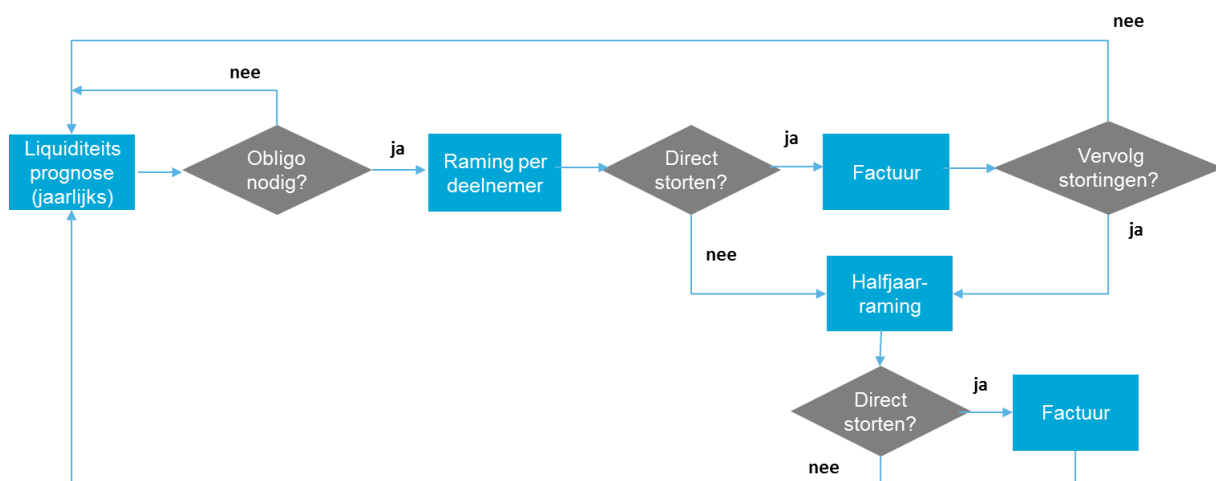 nee
nee
Liquiditeits
prognose
(jaarlijks)
Obligo
nodig?
ja
Raming per
deelnemer
Direct
storten?
ja
Factuur
Vervolg
stortingen?
nee
ja
Halfjaar-
raming
Direct
storten?
ja
Factuur
nee